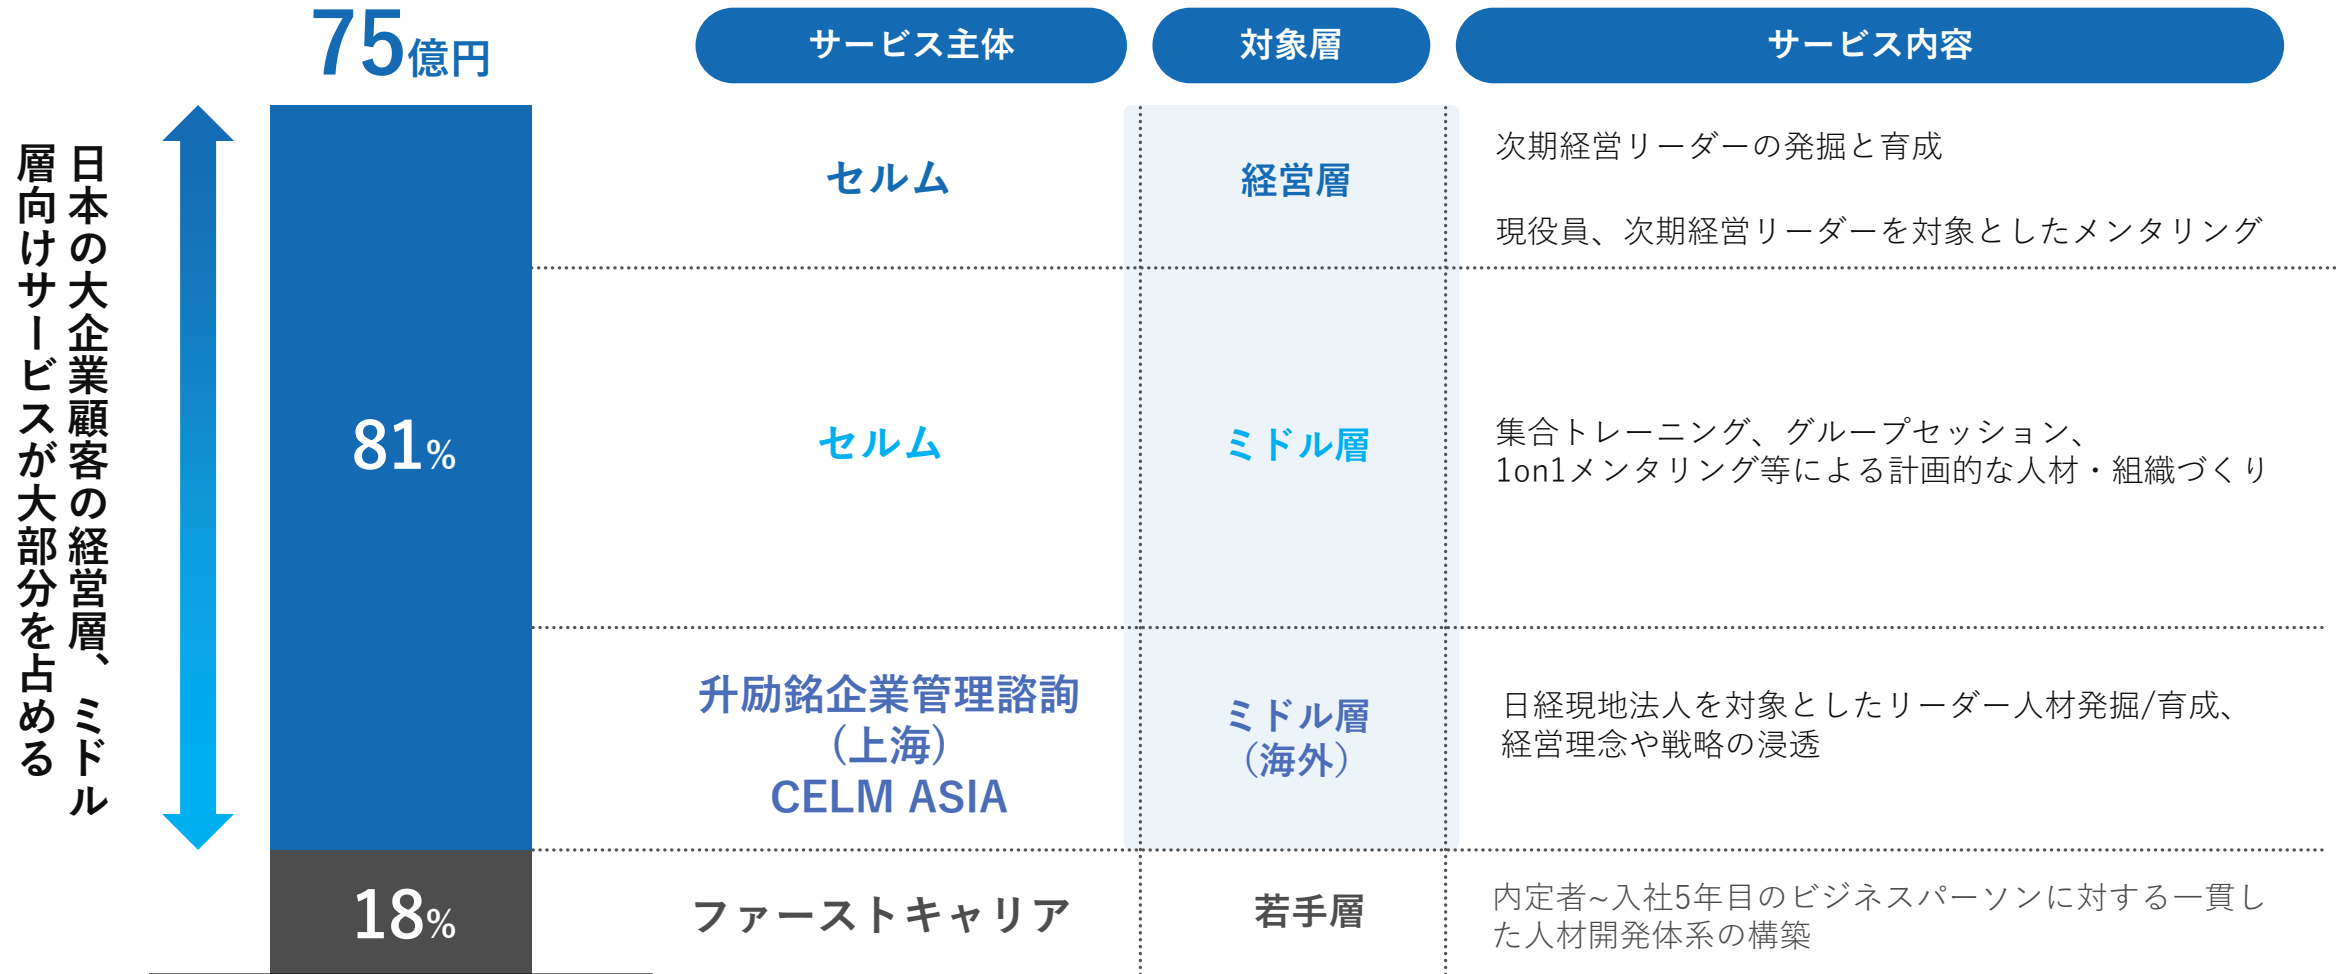 75億円
サービス主体
対象層
サービス内容
日本の大企業顧客の経営層、ミドル
層向けサービスが大部分を占める
81%
セルム
経営層
次期経営リーダーの発掘と育成
現役員、次期経営リーダーを対象としたメンタリング
セルム
ミドル層
集合トレーニング、グループセッション、
1on1メンタリング等による計画的な人材・組織づくり
升励銘企業管理諮詢
（上海）
CELM ASIA
ミドル層
（海外）
日経現地法人を対象としたリーダー人材発掘/育成、
経営理念や戦略の浸透
18%
ファーストキャリア
若手層
内定者~入社5年目のビジネスパーソンに対する一貫し
た人材開発体系の構築